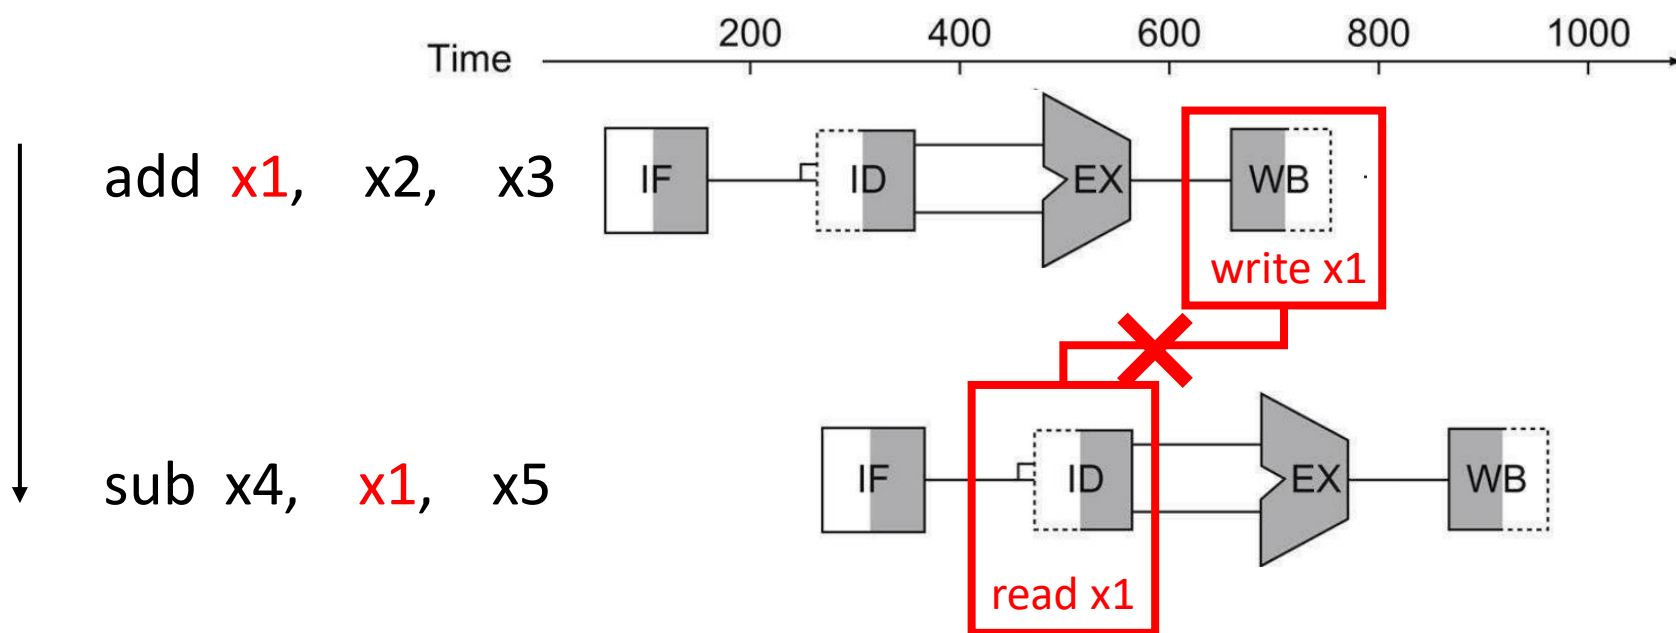 Time 200 400 600 800 1000
add x1, x2, x3 IF ID EX WB
write x1
sub x4, x1, x5 IF ID EX WB
read x1